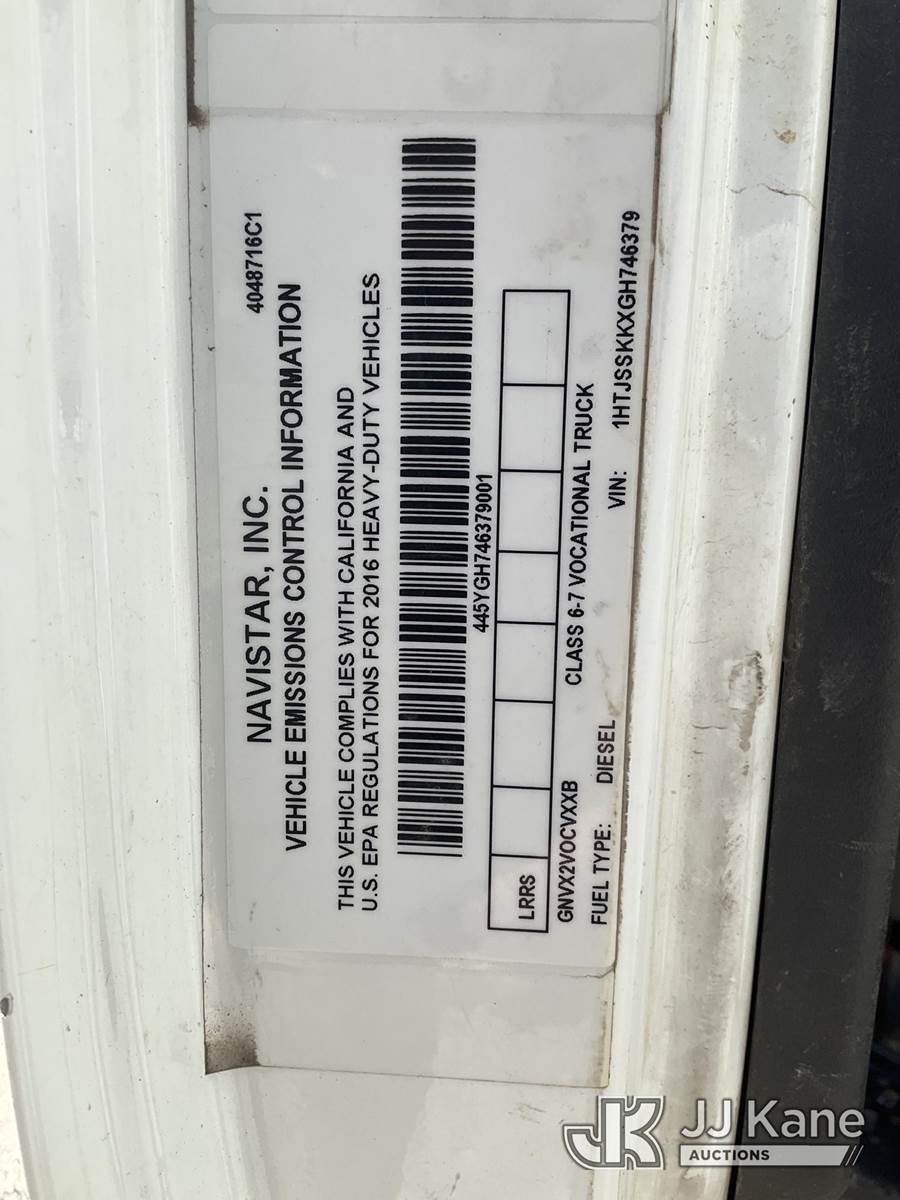 4048716C1
NAVISTAR, INC.
VEHICLE EMISSIONS CONTROL INFORMATION
THIS VEHICLE COMPLIES WITH CALIFORNIA AND
U.S. EPA REGULATIONS FOR 2016 HEAVY-DUTY VEHICLES
445YGH746379001
LRRS
GNVX2VOCVXXB CLASS 6-7 VOCATIONAL TRUCK
FUEL TYPE: DIESEL VIN: 1HTJSSKKXGH746379
JK JJ Kane
AUCTIONS